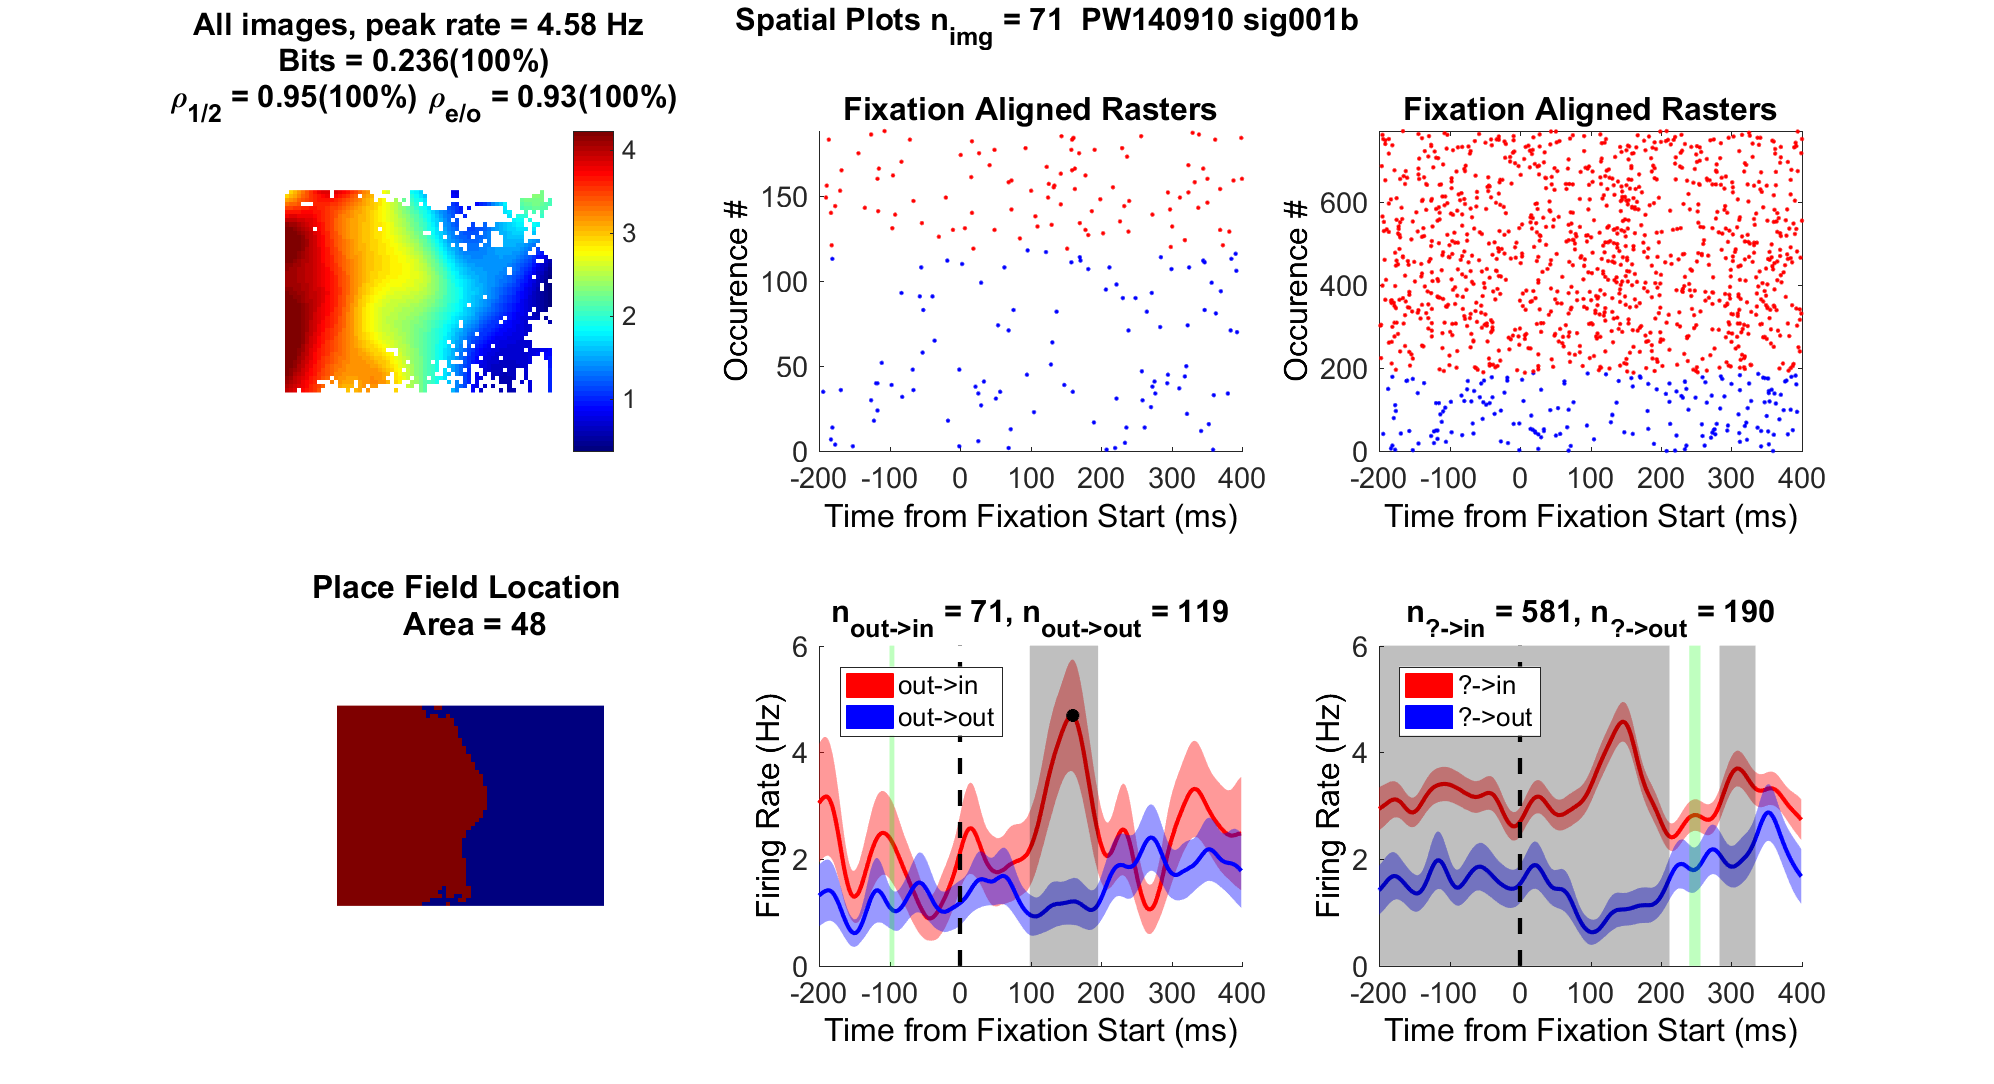 All images, peak rate = 4.58 Hz
Bits = 0.236(100%)
ρ1/2 = 0.95(100%) ρe/o = 0.93(100%)
4
3
2
1
Spatial Plots nimg = 71 PW140910 sig001b
Fixation Aligned Rasters
Occurence #
150
100
50
0
-200 -100 0 100 200 300 400
Time from Fixation Start (ms)
Fixation Aligned Rasters
Occurence #
600
400
200
0
-200 -100 0 100 200 300 400
Time from Fixation Start (ms)
Place Field Location
Area = 48
nout->in = 71, nout->out = 119
Firing Rate (Hz)
6
4
2
0
out->in
out->out
-200 -100 0 100 200 300 400
Time from Fixation Start (ms)
n?->in = 581, n?->out = 190
Firing Rate (Hz)
6
4
2
0
?->in
?->out
-200 -100 0 100 200 300 400
Time from Fixation Start (ms)